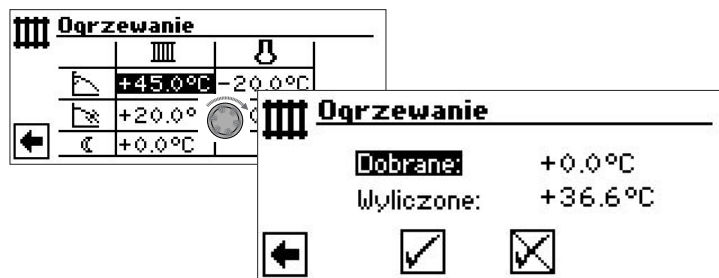 Ogrzewanie
+45.0°C -20.0°C
+20.0°
+0.0°C
Ogrzewanie
Dobrane: +0.0°C
Wyliczone: +36.6°C